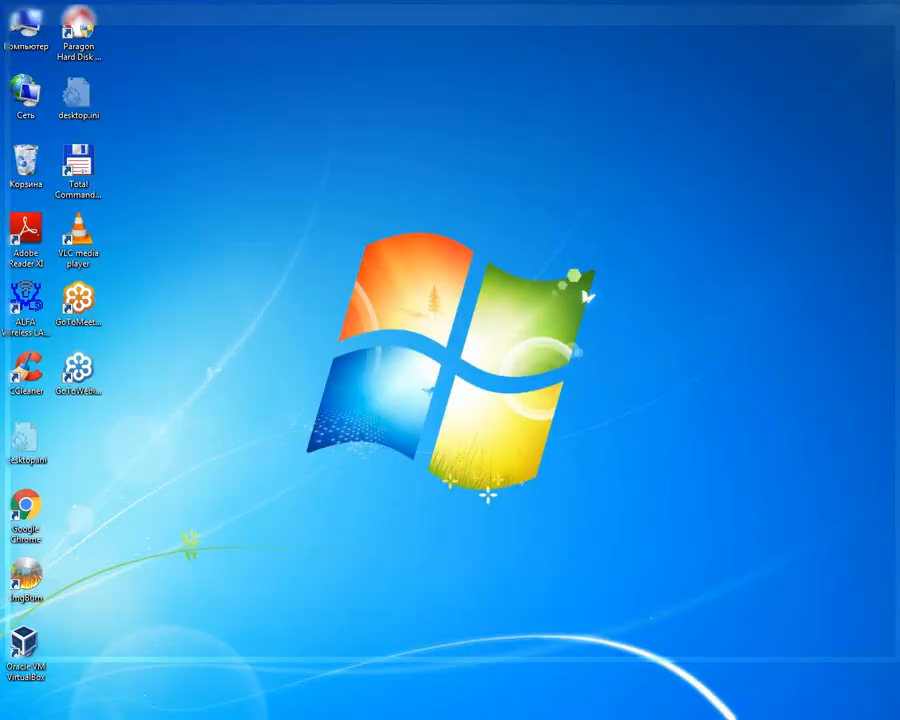 Компьютер
Paragon
Hard Disk ...
Сеть
desktop.ini
Корзина
Total
Command...
Adobe
Reader XI
VLC media
player
ALFA
Wireless LA...
GoToMeet...
CCleaner
GoToWebi...
desktop.ini
Google
Chrome
ImgBurn
Oracle VM
VirtualBox